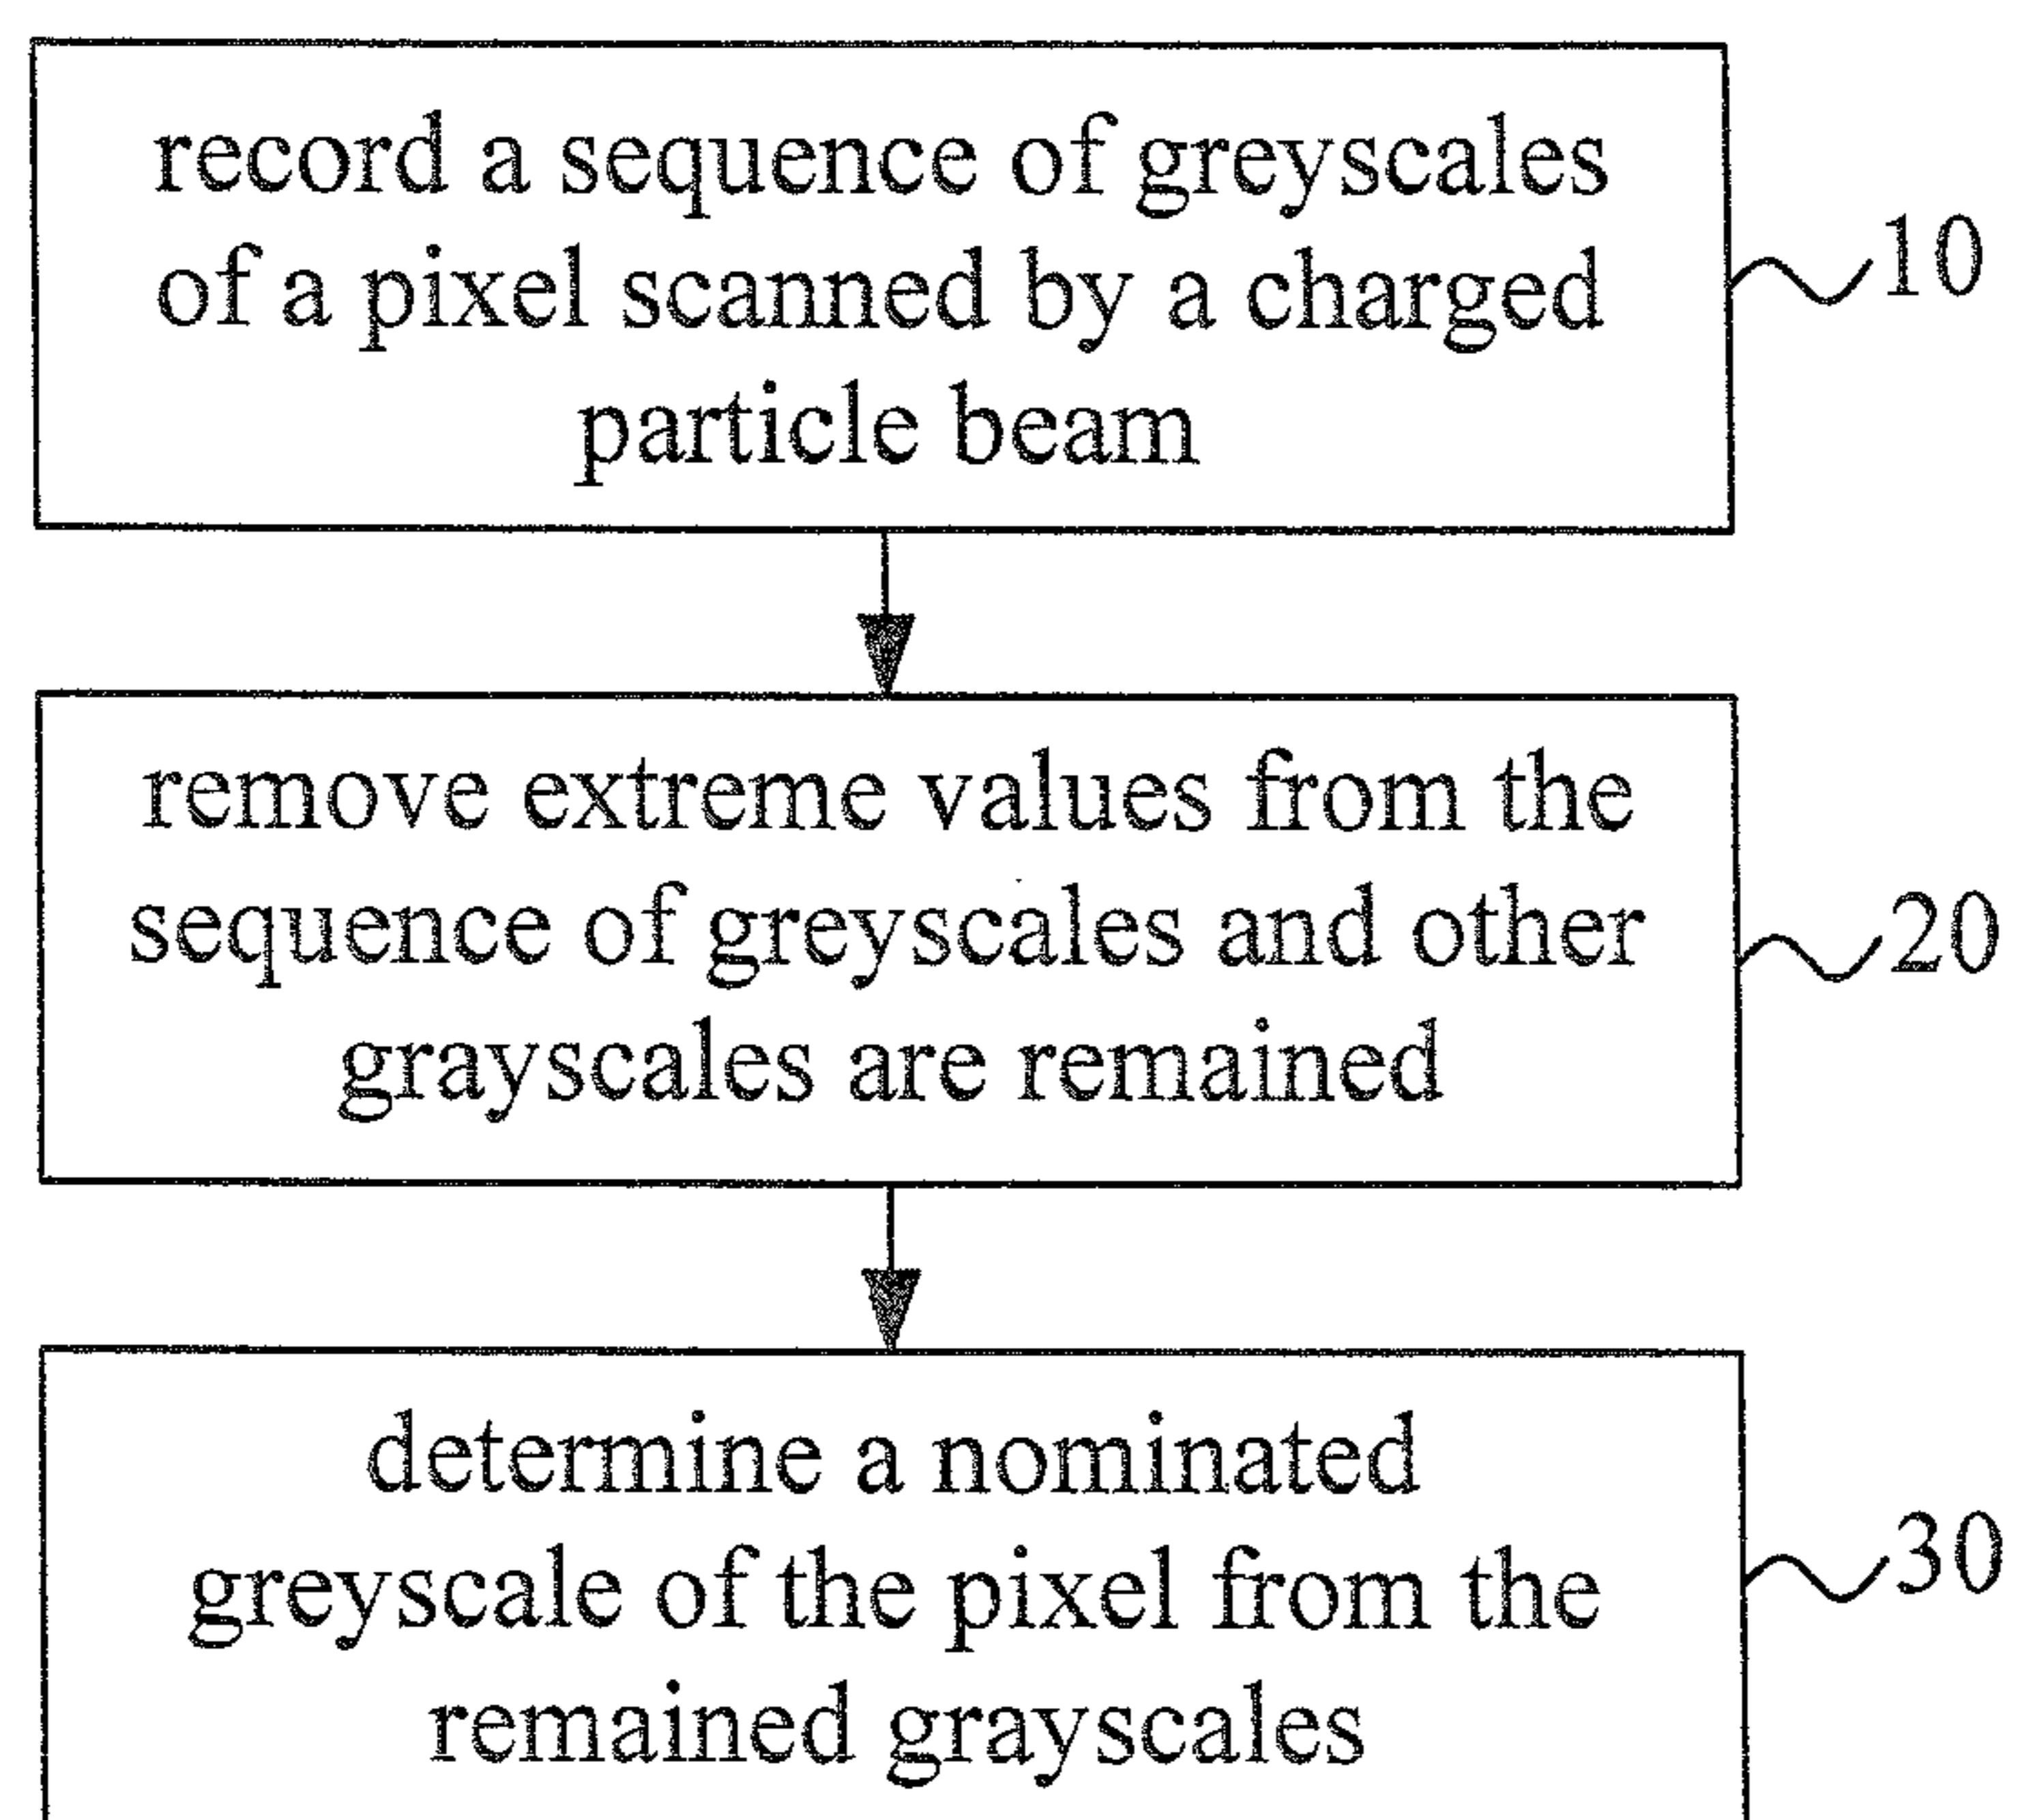 record a sequence of greyscales
of a pixel scanned by a charged
particle beam
10
remove extreme values from the
sequence of greyscales and other
grayscales are remained
20
determine a nominated
greyscale of the pixel from the
remained grayscales
30